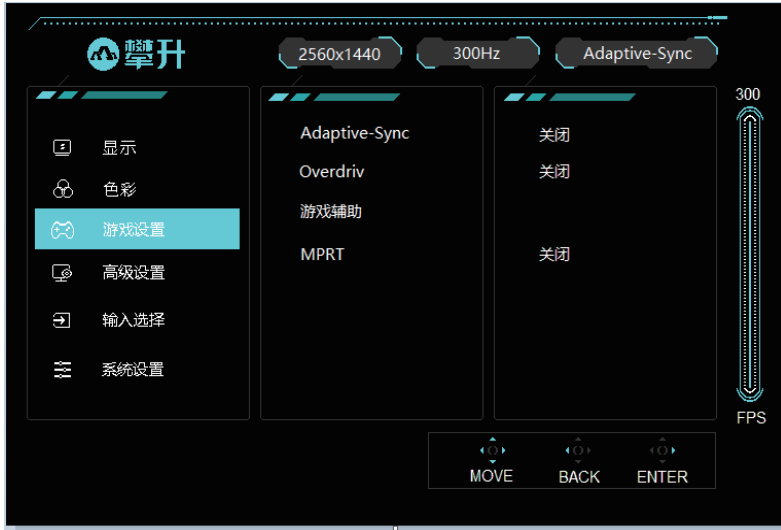 攀升
2560x1440
300Hz
Adaptive-Sync
300
显示
色彩
游戏设置
高级设置
输入选择
系统设置
Adaptive-Sync 关闭
Overdriv 关闭
游戏辅助
MPRT 关闭
FPS
MOVE
BACK
ENTER